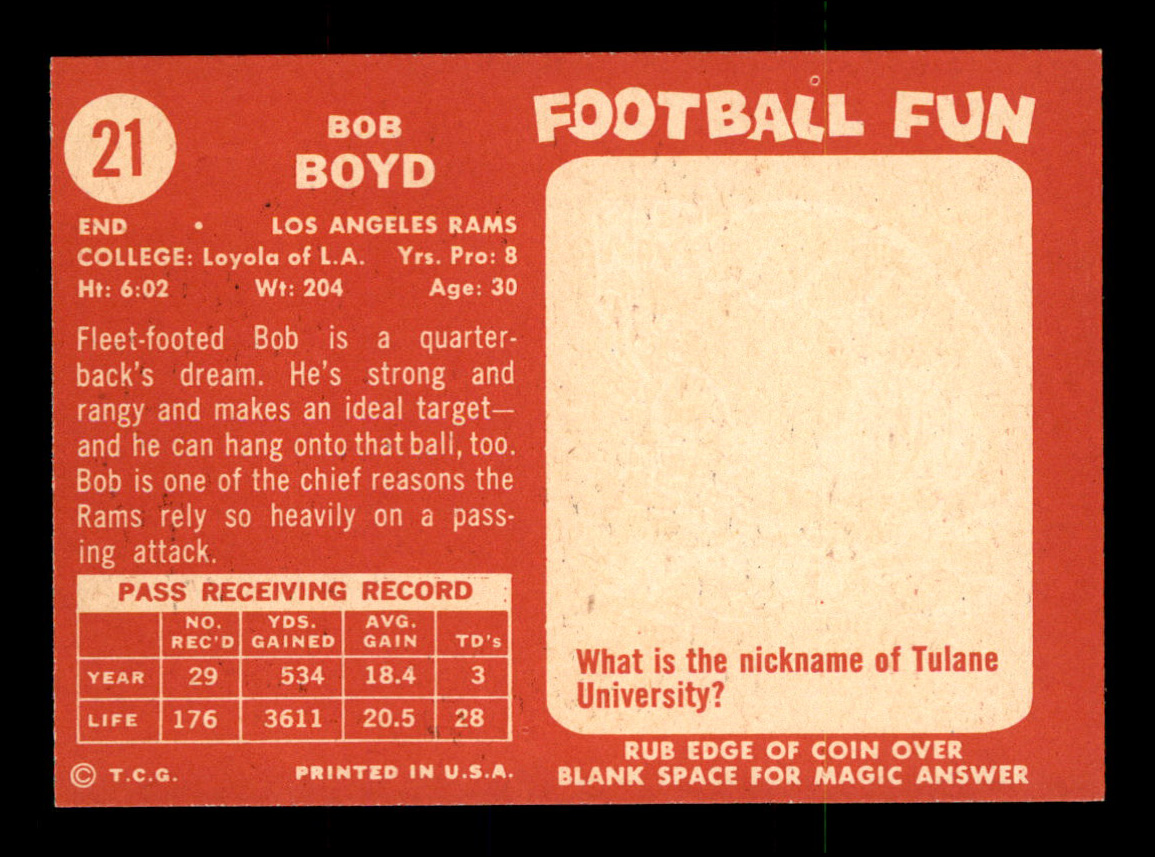 21
BOB
BOYD
END • LOS ANGELES RAMS
COLLEGE: Loyola of L.A. Yrs. Pro: 8
Ht: 6:02 Wt: 204 Age: 30
Fleet-footed Bob is a quarter-
back's dream. He's strong and
rangy and makes an ideal target—
and he can hang onto that ball, too.
Bob is one of the chief reasons the
Rams rely so heavily on a pass-
ing attack.
PASS RECEIVING RECORD
NO. REC'D YDS. GAINED AVG. GAIN TD's
YEAR 29 534 18.4 3
LIFE 176 3611 20.5 28
© T.C.G. PRINTED IN U.S.A.
FOOTBALL FUN
What is the nickname of Tulane
University?
RUB EDGE OF COIN OVER
BLANK SPACE FOR MAGIC ANSWER